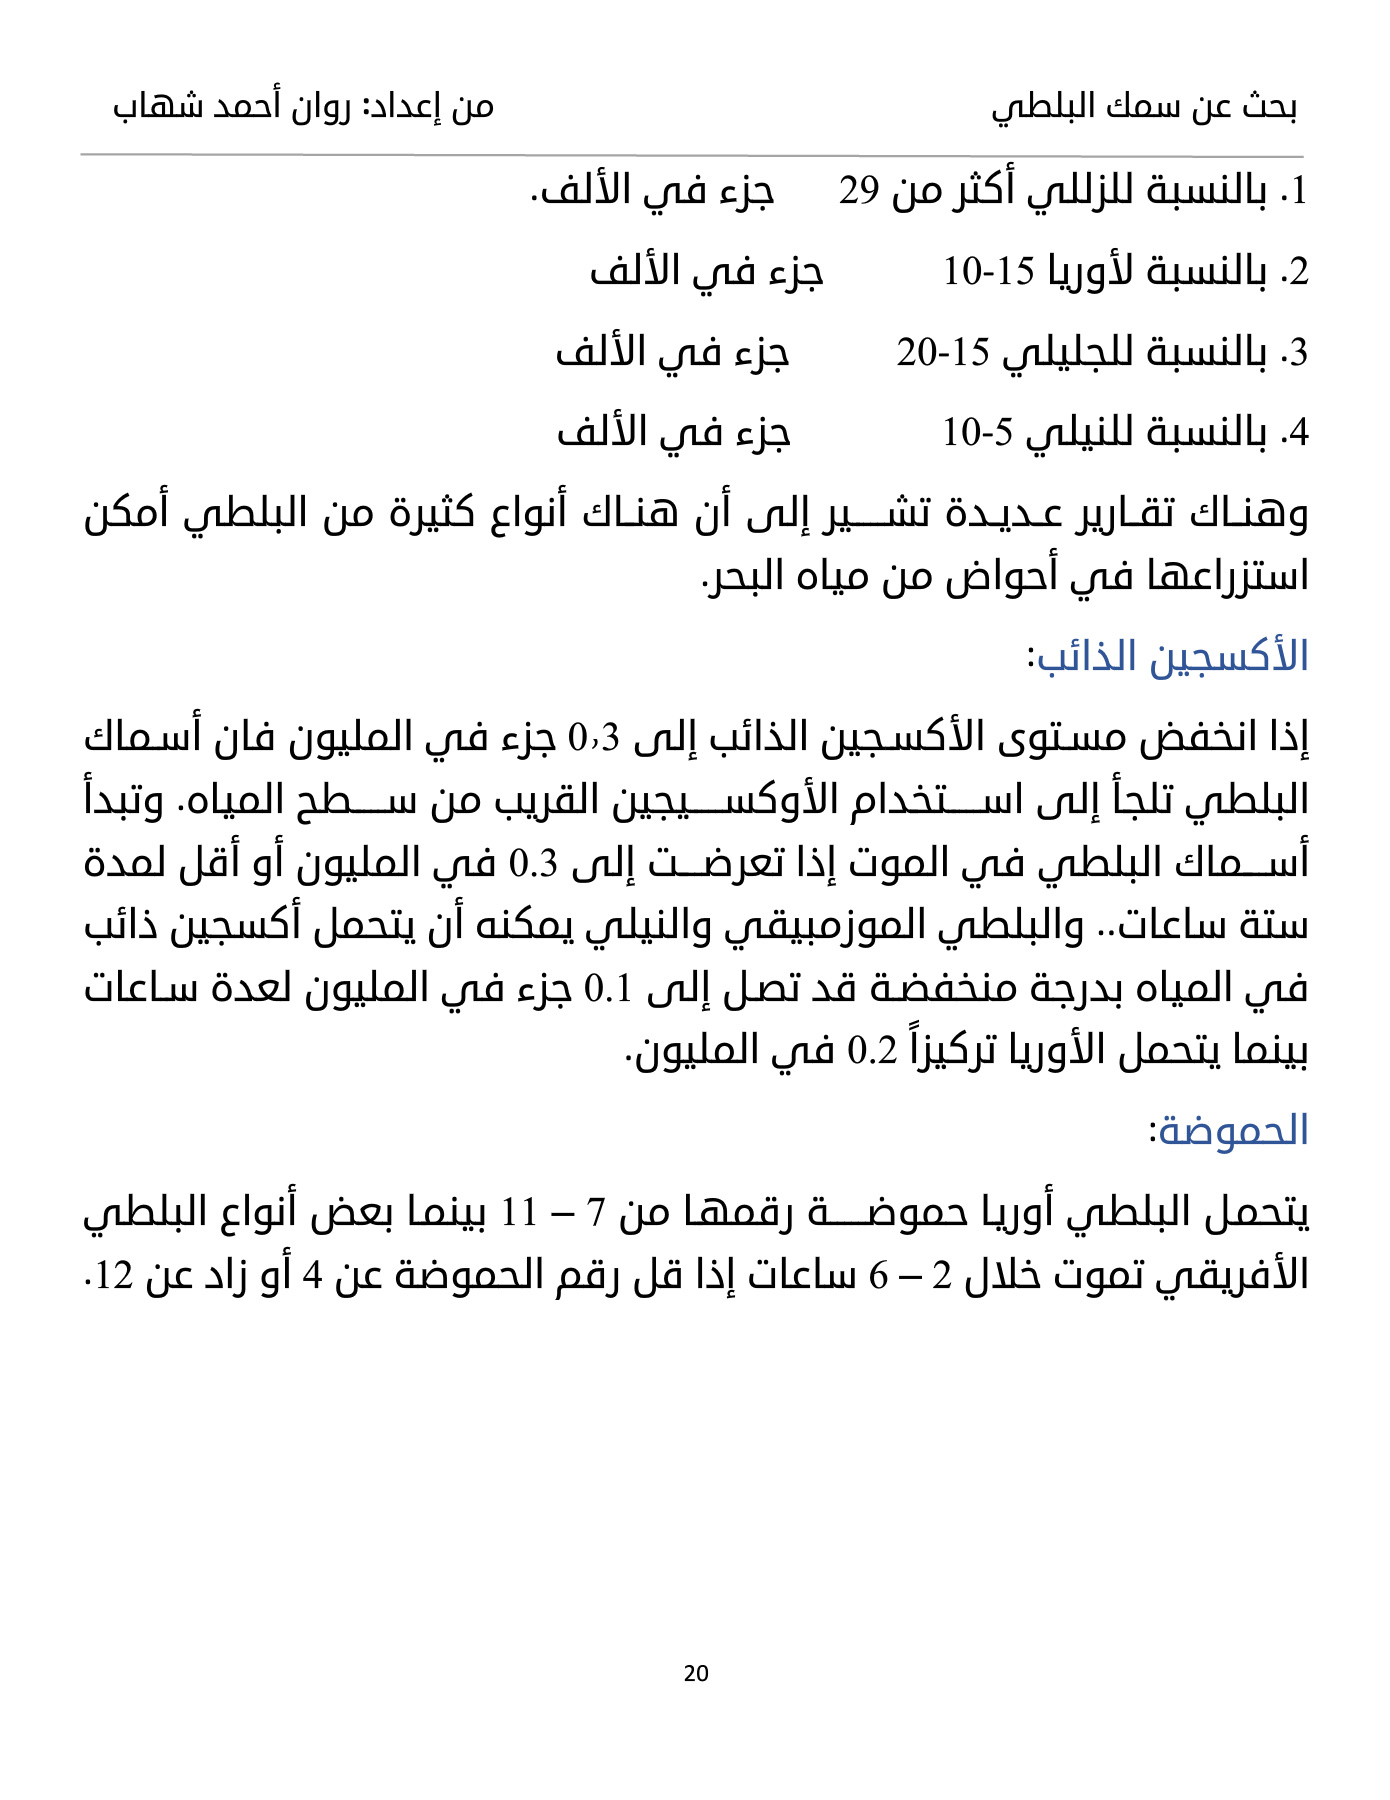 بحث عن سمك البلطي من إعداد: روان أحمد شهاب
1. بالنسبة للزللي أكثر من 29 جزء في الألف.
2. بالنسبة لأوريا 15-10 جزء في الألف
3. بالنسبة للجليلي 15-20 جزء في الألف
4. بالنسبة للنيلي 5-10 جزء في الألف
وهناك تقارير عديدة تشير إلى أن هناك أنواع كثيرة من البلطي أمكن
استزراعها في أحواض من مياه البحر.
الأكسجين الذائب:
إذا انخفض مستوى الأكسجين الذائب إلى 0,3 جزء في المليون فان أسماك
البلطي تلجأ إلى استخدام الأوكسيجين القريب من سطح المياه. وتبدأ
أسماك البلطي في الموت إذا تعرضت إلى 0.3 في المليون أو أقل لمدة
ستة ساعات.. والبلطي الموزمبيقي والنيلي يمكنه أن يتحمل أكسجين ذائب
في المياه بدرجة منخفضة قد تصل إلى 0.1 جزء في المليون لعدة ساعات
بينما يتحمل الأوريا تركيزاً 0.2 في المليون.
الحموضة:
يتحمل البلطي أوريا حموضة رقمها من 7 – 11 بينما بعض أنواع البلطي
الأفريقي تموت خلال 2 – 6 ساعات إذا قل رقم الحموضة عن 4 أو زاد عن 12.
20